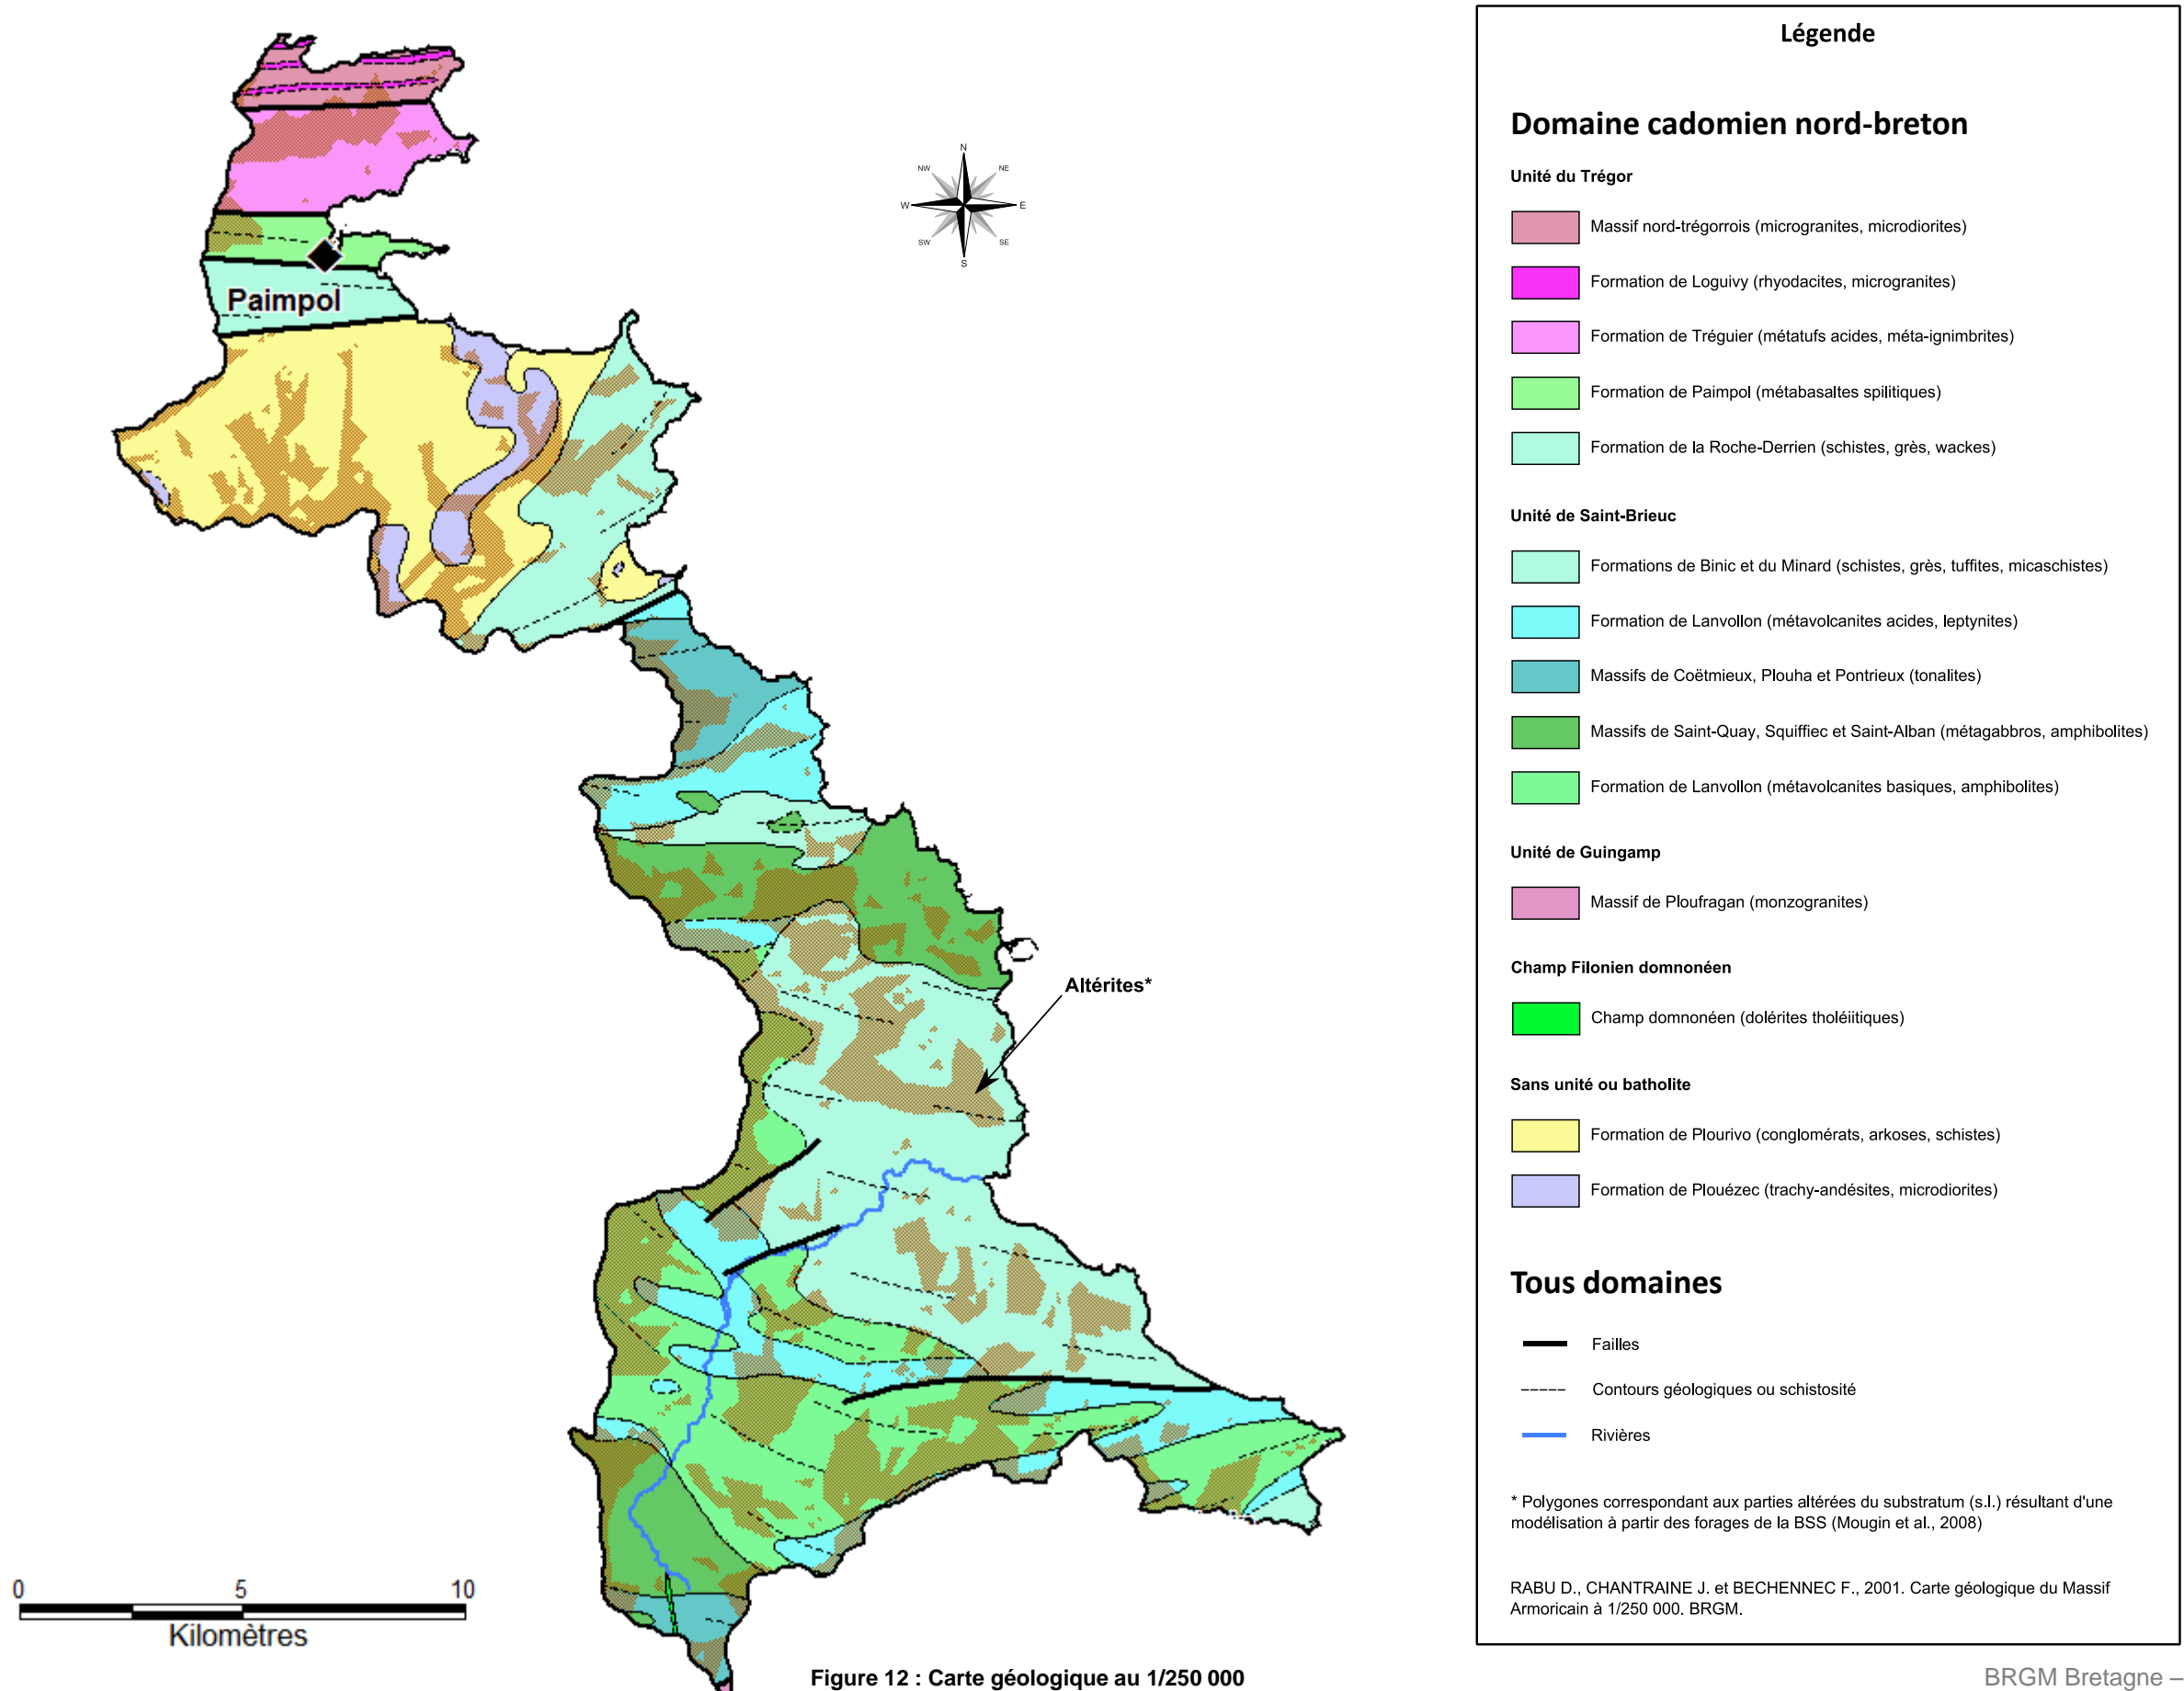 N
NW
NE
W
E
SW
SE
S
Paimpol
Altérites*
0 5 10
Kilomètres
Figure 12 : Carte géologique au 1/250 000
Légende
Domaine cadomien nord-breton
Unité du Trégor
Massif nord-trégorrois (microgranites, microdiorites)
Formation de Loguivy (rhyodacites, microgranites)
Formation de Tréguier (métatufs acides, méta-ignimbrites)
Formation de Paimpol (métabasaltes spilitiques)
Formation de la Roche-Derrien (schistes, grès, wackes)
Unité de Saint-Brieuc
Formations de Binic et du Minard (schistes, grès, tuffites, micaschistes)
Formation de Lanvollon (métavolcanites acides, leptynites)
Massifs de Coëtmieux, Plouha et Pontrieux (tonalites)
Massifs de Saint-Quay, Squiffiec et Saint-Alban (métagabbros, amphibolites)
Formation de Lanvollon (métavolcanites basiques, amphibolites)
Unité de Guingamp
Massif de Ploufragan (monzogranites)
Champ Filonien domnonéen
Champ domnonéen (dolérites tholéiitiques)
Sans unité ou batholite
Formation de Plourivo (conglomérats, arkoses, schistes)
Formation de Plouézec (trachy-andésites, microdiorites)
Tous domaines
Failles
Contours géologiques ou schistosité
Rivières
* Polygones correspondant aux parties altérées du substratum (s.l.) résultant d'une
modélisation à partir des forages de la BSS (Mougin et al., 2008)
RABU D., CHANTRAINE J. et BECHENNEC F., 2001. Carte géologique du Massif
Armoricain à 1/250 000. BRGM.
BRGM Bretagne –